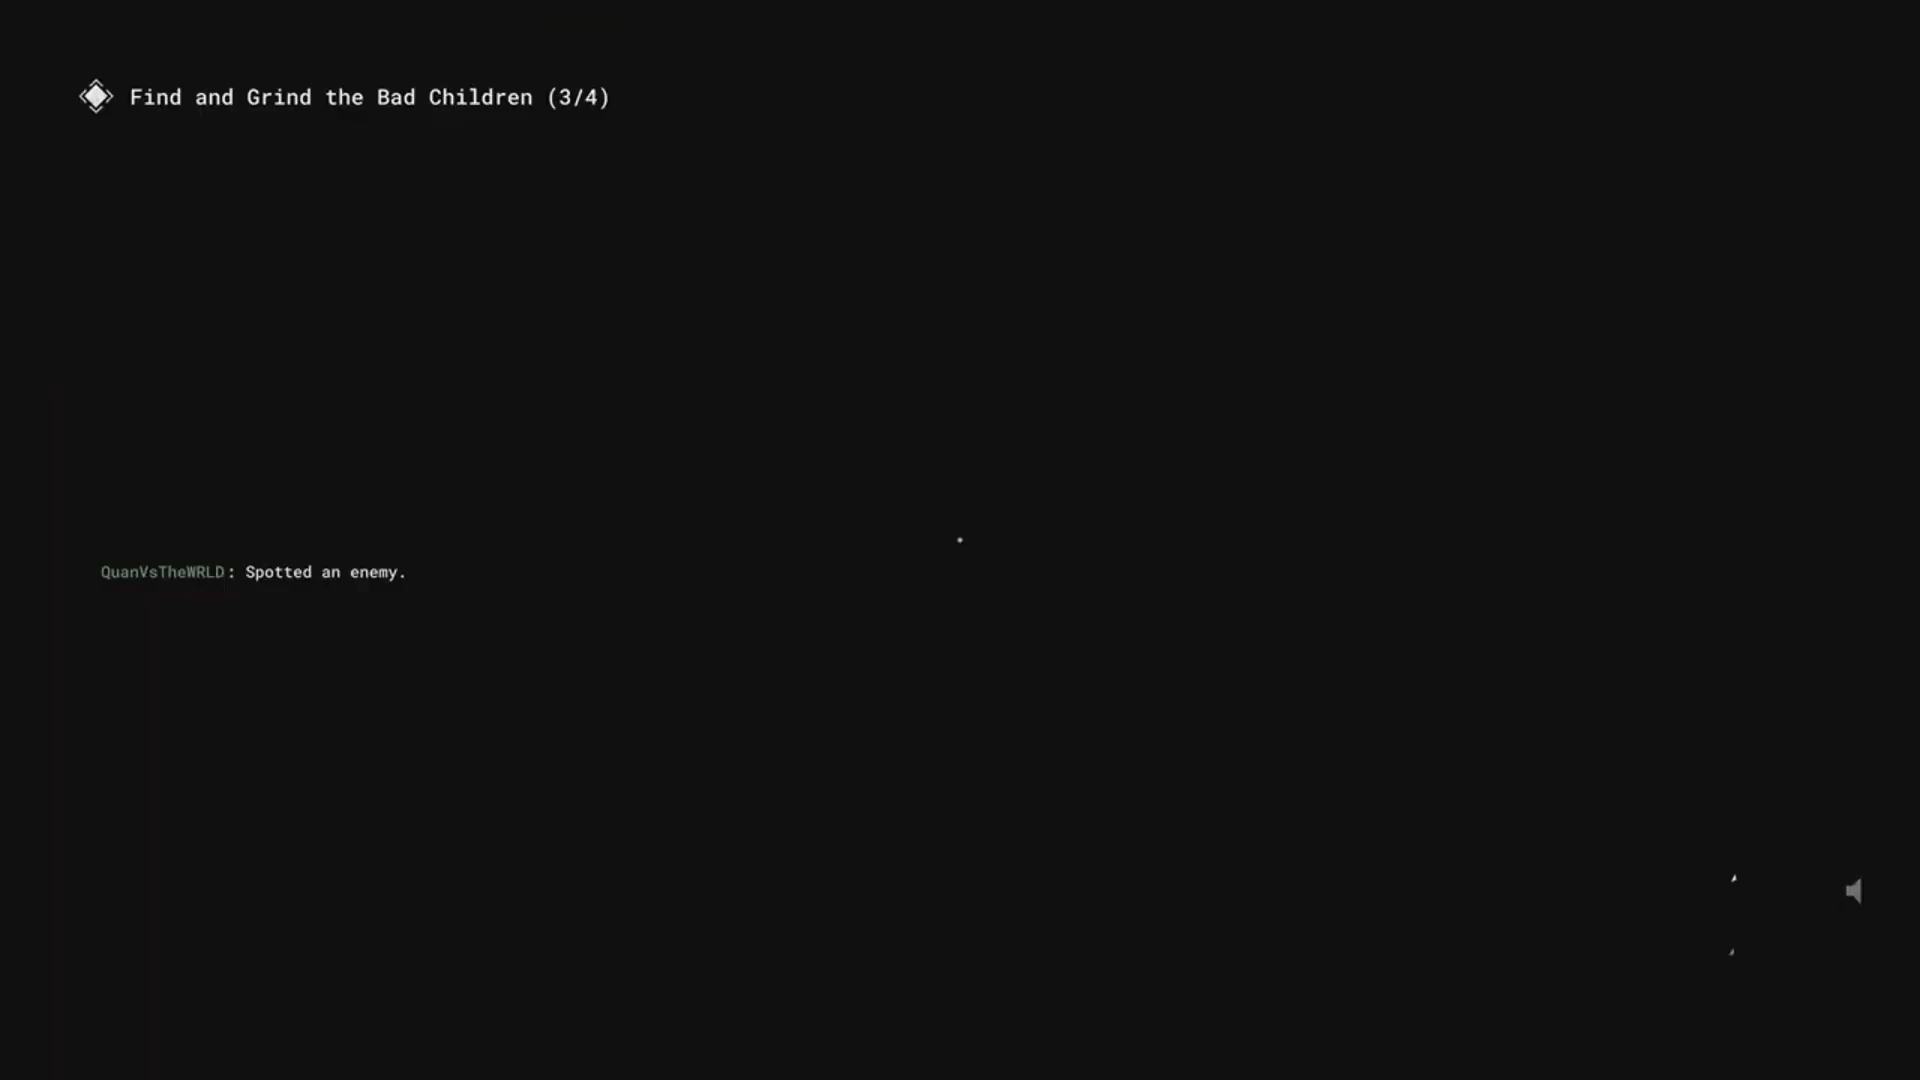 Find and Grind the Bad Children (3/4)
QuanVsTheWRLD: Spotted an enemy.